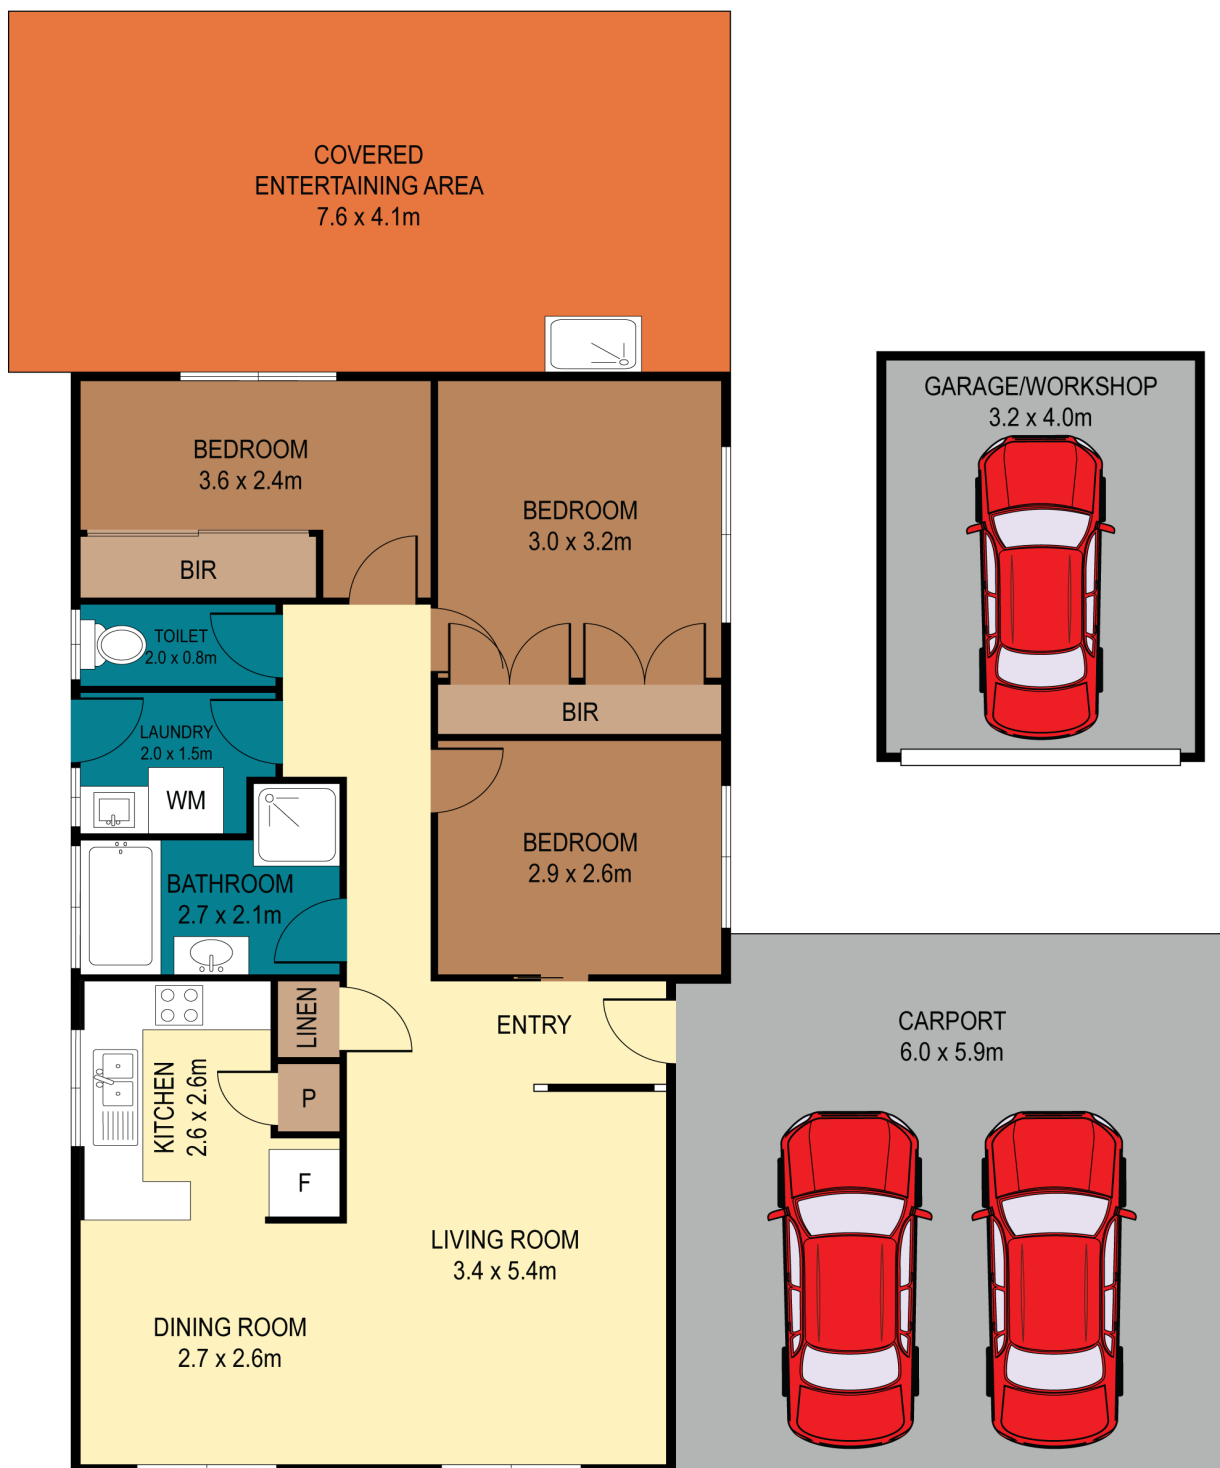 COVERED
ENTERTAINING AREA
7.6 x 4.1m
GARAGE/WORKSHOP
3.2 x 4.0m
BEDROOM
3.6 x 2.4m
BEDROOM
3.0 x 3.2m
BIR
TOILET
2.0 x 0.8m
BIR
LAUNDRY
2.0 x 1.5m
WM
BEDROOM
2.9 x 2.6m
BATHROOM
2.7 x 2.1m
LINEN
ENTRY
CARPORT
6.0 x 5.9m
KITCHEN
2.6 x 2.6m
P
F
LIVING ROOM
3.4 x 5.4m
DINING ROOM
2.7 x 2.6m